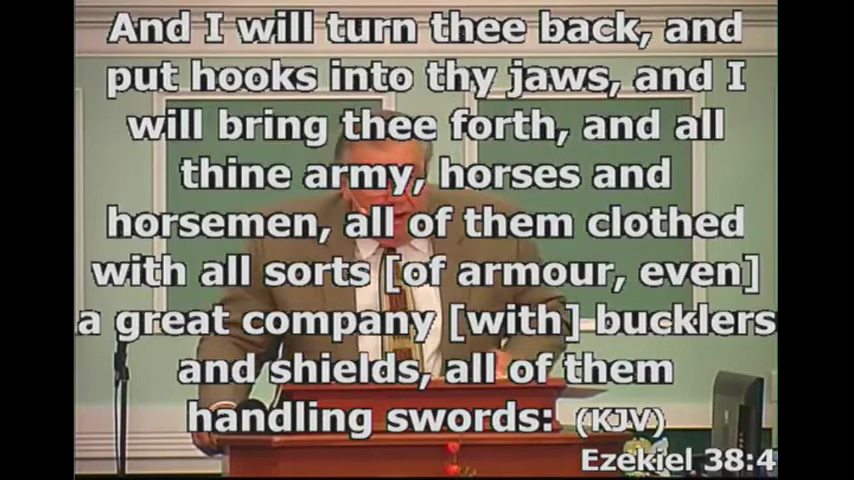 And I will turn thee back, and
put hooks into thy jaws, and I
will bring thee forth, and all
thine army, horses and
horsemen, all of them clothed
with all sorts [of armour, even]
a great company [with] bucklers
and shields, all of them
handling swords: (KJV)
Ezekiel 38:4